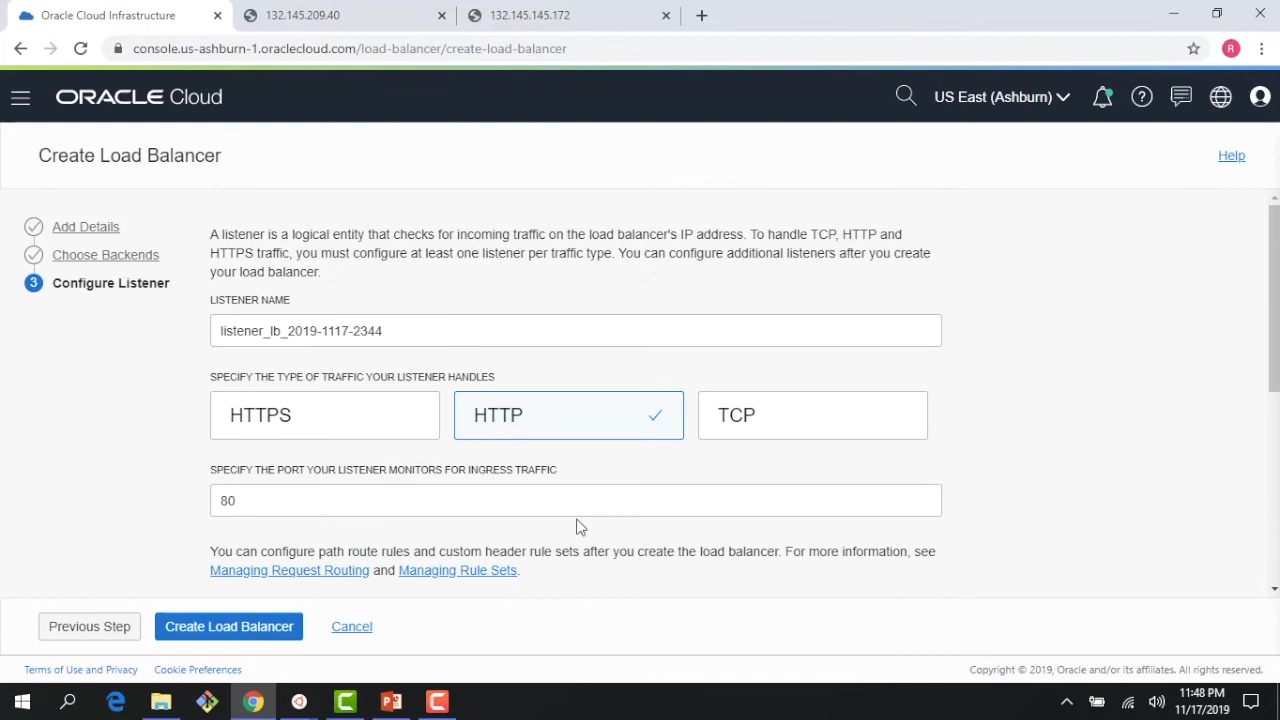 Oracle Cloud Infrastructure
132.145.209.40
132.145.145.172
console.us-ashburn-1.oraclecloud.com/load-balancer/create-load-balancer
R
ORACLE Cloud
US East (Ashburn)
Create Load Balancer
Help
Add Details
Choose Backends
3 Configure Listener
A listener is a logical entity that checks for incoming traffic on the load balancer's IP address. To handle TCP, HTTP and
HTTPS traffic, you must configure at least one listener per traffic type. You can configure additional listeners after you create
your load balancer.
LISTENER NAME
listener_lb_2019-1117-2344
SPECIFY THE TYPE OF TRAFFIC YOUR LISTENER HANDLES
HTTPS
HTTP
TCP
SPECIFY THE PORT YOUR LISTENER MONITORS FOR INGRESS TRAFFIC
80
You can configure path route rules and custom header rule sets after you create the load balancer. For more information, see
Managing Request Routing and Managing Rule Sets.
Previous Step
Create Load Balancer
Cancel
Terms of Use and Privacy
Cookie Preferences
Copyright © 2019, Oracle and/or its affiliates. All rights reserved.
11:48 PM
11/17/2019